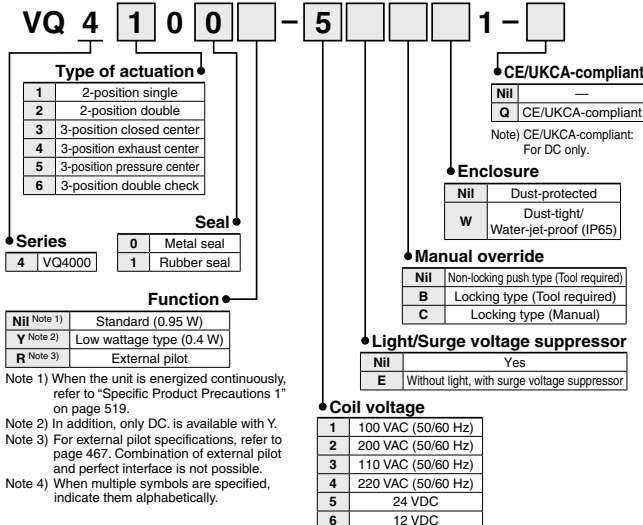 VQ 4 1 0 0 – 5 1 –
Type of actuation
1 2-position single
2 2-position double
3 3-position closed center
4 3-position exhaust center
5 3-position pressure center
6 3-position double check
CE/UKCA-compliant
Nil —
Q CE/UKCA-compliant
Note) CE/UKCA-compliant:
For DC only.
Enclosure
Nil Dust-protected
W Dust-tight/
Water-jet-proof (IP65)
Series
4 VQ4000
Seal
0 Metal seal
1 Rubber seal
Manual override
Nil Non-locking push type (Tool required)
B Locking type (Tool required)
C Locking type (Manual)
Function
Nil Note 1) Standard (0.95 W)
Y Note 2) Low wattage type (0.4 W)
R Note 3) External pilot
Note 1) When the unit is energized continuously,
refer to “Specific Product Precautions 1”
on page 519.
Note 2) In addition, only DC. is available with Y.
Note 3) For external pilot specifications, refer to
page 467. Combination of external pilot
and perfect interface is not possible.
Note 4) When multiple symbols are specified,
indicate them alphabetically.
Light/Surge voltage suppressor
Nil Yes
E Without light, with surge voltage suppressor
Coil voltage
1 100 VAC (50/60 Hz)
2 200 VAC (50/60 Hz)
3 110 VAC (50/60 Hz)
4 220 VAC (50/60 Hz)
5 24 VDC
6 12 VDC